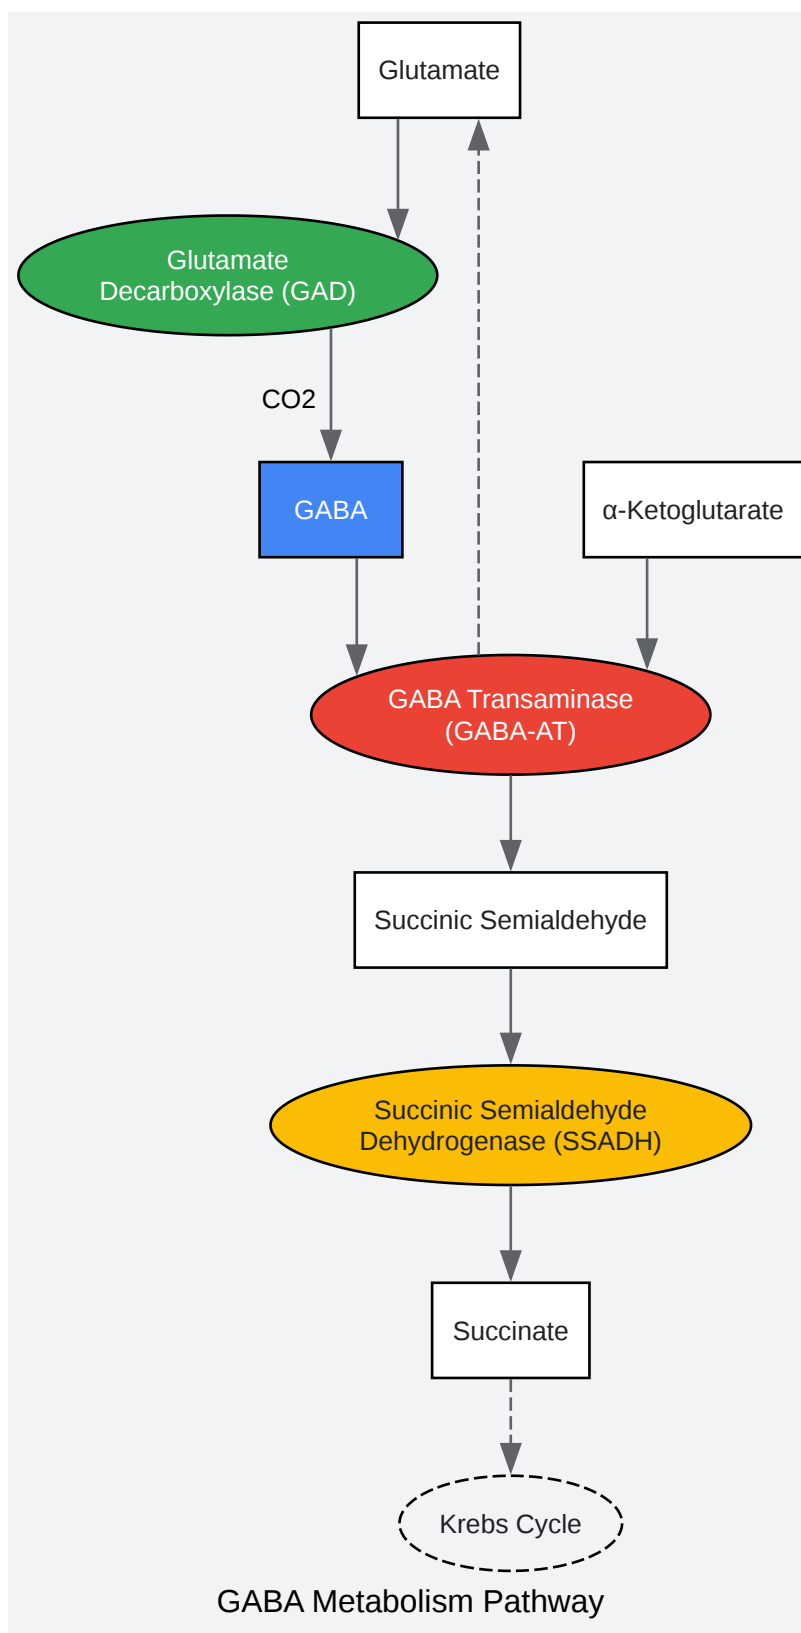 Glutamate
Glutamate
Decarboxylase (GAD)
CO2
GABA
α-Ketoglutarate
GABA Transaminase
(GABA-AT)
Succinic Semialdehyde
Succinic Semialdehyde
Dehydrogenase (SSADH)
Succinate
Krebs Cycle
GABA Metabolism Pathway